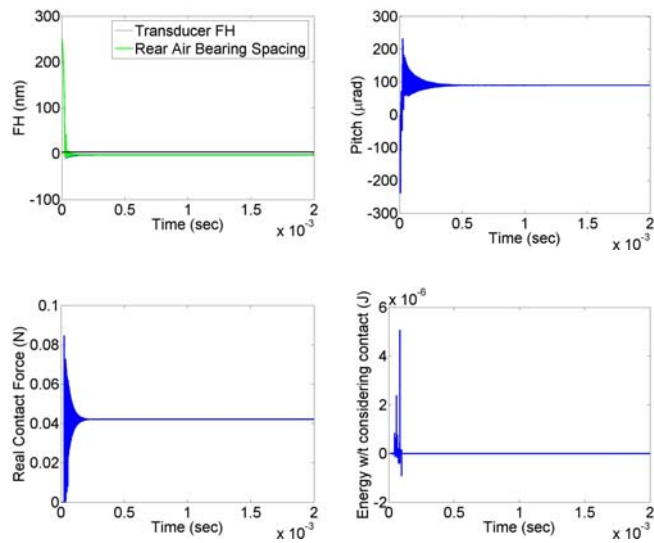 300
200
100
0
-100
FH (nm)
Transducer FH
Rear Air Bearing Spacing
0 0.5 1 1.5 2
Time (sec)
x 10-3
300
200
100
0
-100
-200
-300
Pitch (μrad)
0 0.5 1 1.5 2
Time (sec)
x 10-3
0.1
0.08
0.06
0.04
0.02
0
Real Contact Force (N)
0 0.5 1 1.5 2
Time (sec)
x 10-3
x 10-6
6
4
2
0
-2
Energy w/t considering contact (J)
0 0.5 1 1.5 2
Time (sec)
x 10-3